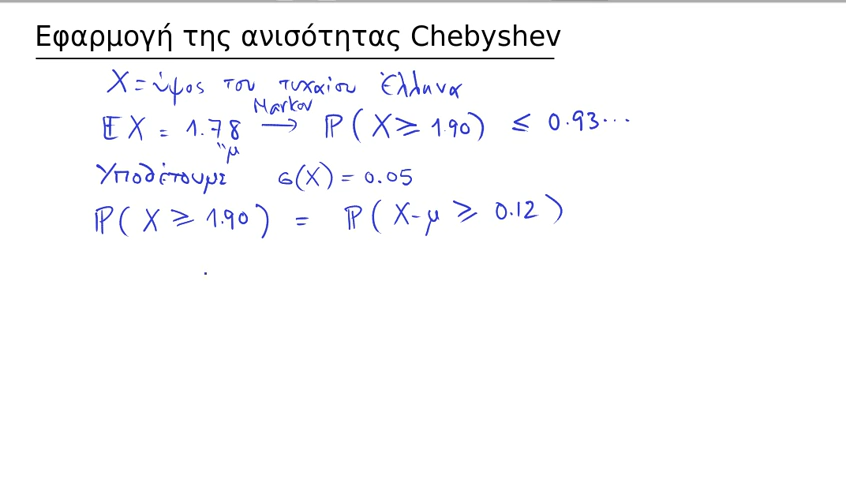 Εφαρμογή της ανισότητας Chebyshev
X = ύψος του τυχαίου Έλληνα
𝔼X = 1.78 ⟶ ℙ(X ≥ 1.90) ≤ 0.93...
Markov
"μ
Υποθέτουμε σ(X) = 0.05
ℙ(X ≥ 1.90) = ℙ(X-μ ≥ 0.12)